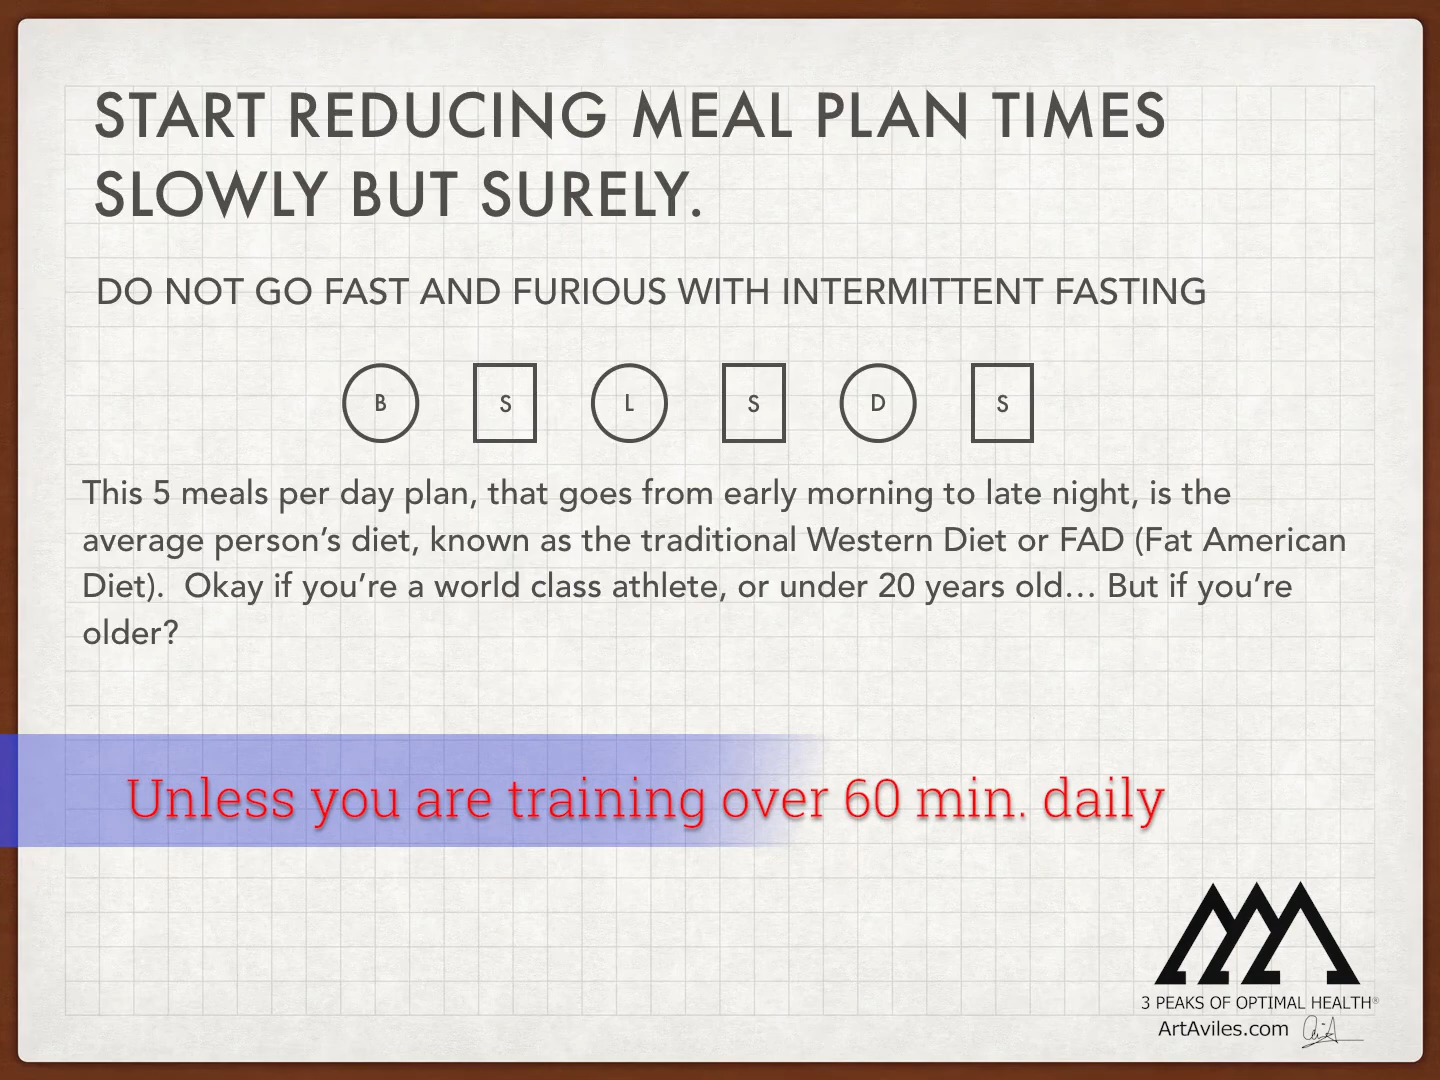 START REDUCING MEAL PLAN TIMES
SLOWLY BUT SURELY.
DO NOT GO FAST AND FURIOUS WITH INTERMITTENT FASTING
B S L S D S
This 5 meals per day plan, that goes from early morning to late night, is the
average person’s diet, known as the traditional Western Diet or FAD (Fat American
Diet).  Okay if you’re a world class athlete, or under 20 years old… But if you’re
older?
Unless you are training over 60 min. daily
3 PEAKS OF OPTIMAL HEALTH®
ArtAviles.com